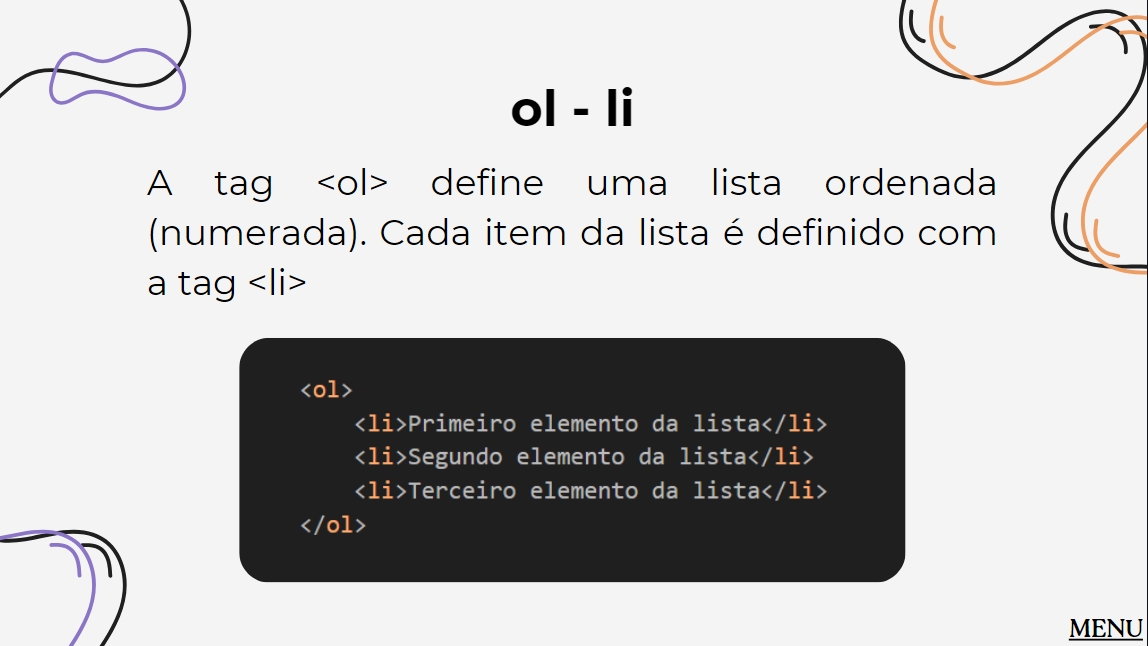 ol - li
A tag <ol> define uma lista ordenada
(numerada). Cada item da lista é definido com
a tag <li>
<ol>
    <li>Primeiro elemento da lista</li>
    <li>Segundo elemento da lista</li>
    <li>Terceiro elemento da lista</li>
</ol>
MENU